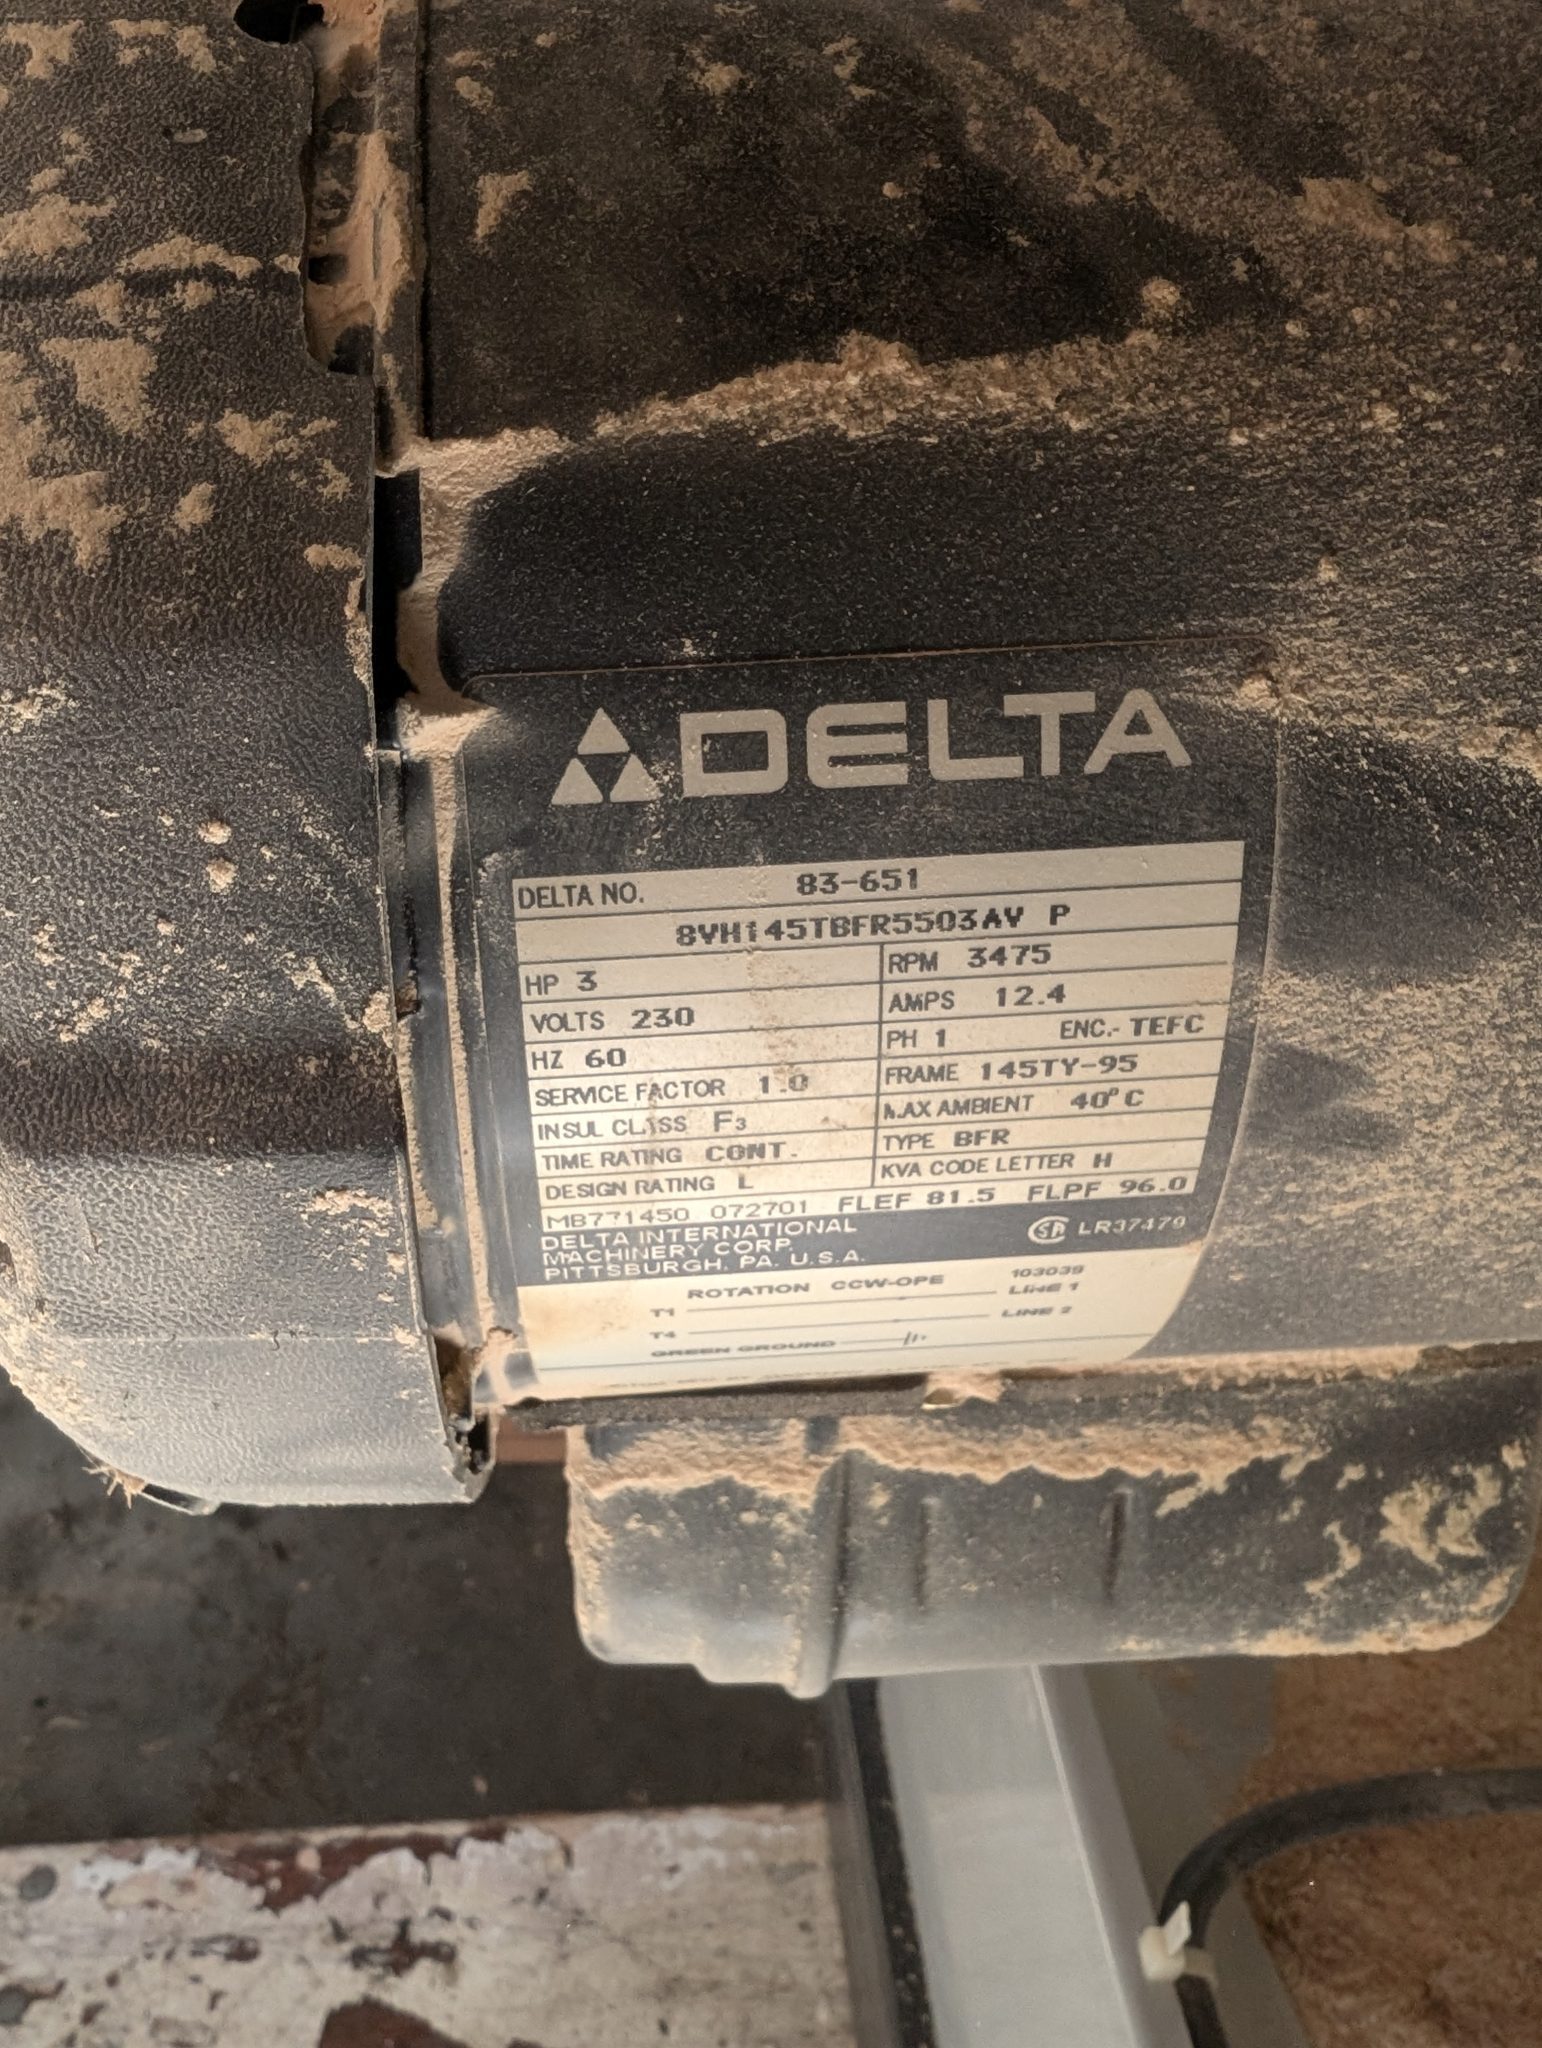 DELTA
DELTA NO. 83-651
8VH145TBFR5503AV P
HP 3 RPM 3475
VOLTS 230 AMPS 12.4
HZ 60 PH 1 ENC.- TEFC
SERVICE FACTOR 1.0 FRAME 145TY-95
INSUL CLASS F3 MAX AMBIENT 40°C
TIME RATING CONT. TYPE BFR
DESIGN RATING L KVA CODE LETTER H
MB771450 072701 FLEF 81.5 FLPF 96.0
DELTA INTERNATIONAL
MACHINERY CORP.
PITTSBURGH, PA. U.S.A.
SA LR37479
ROTATION CCW-OPE 103039
T1 LINE 1
T4 LINE 2
GREEN GROUND